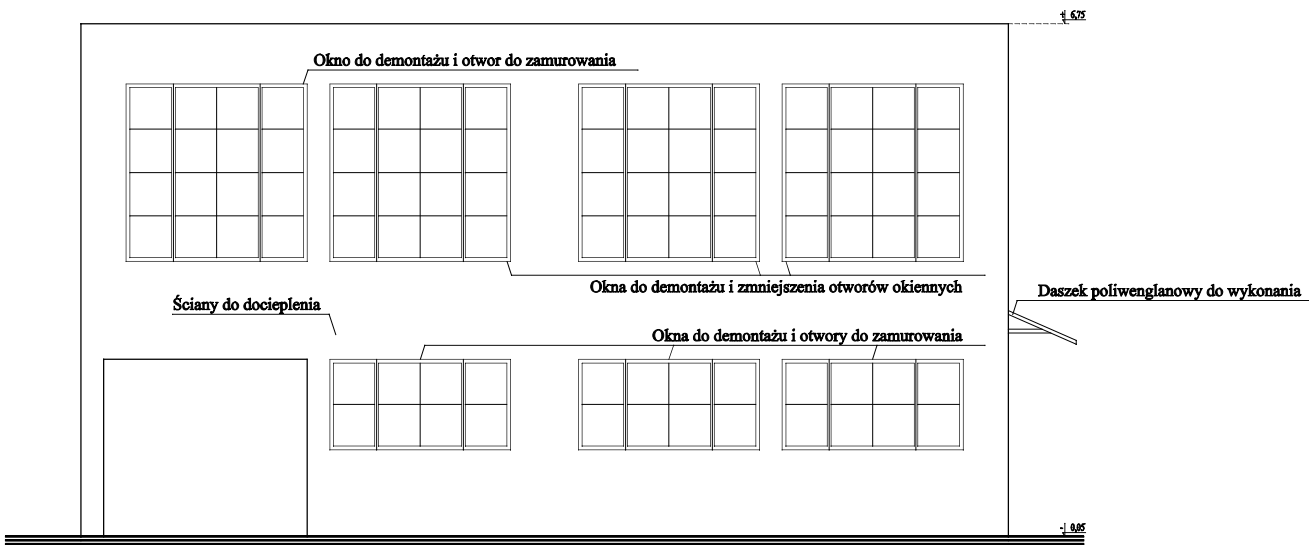 + 6,75
Okno do demontażu i otwor do zamurowania
Okna do demontażu i zmniejszenia otworów okiennych
Daszek poliwenglanowy do wykonania
Ściany do docieplenia
Okna do demontażu i otwory do zamurowania
- 0,05